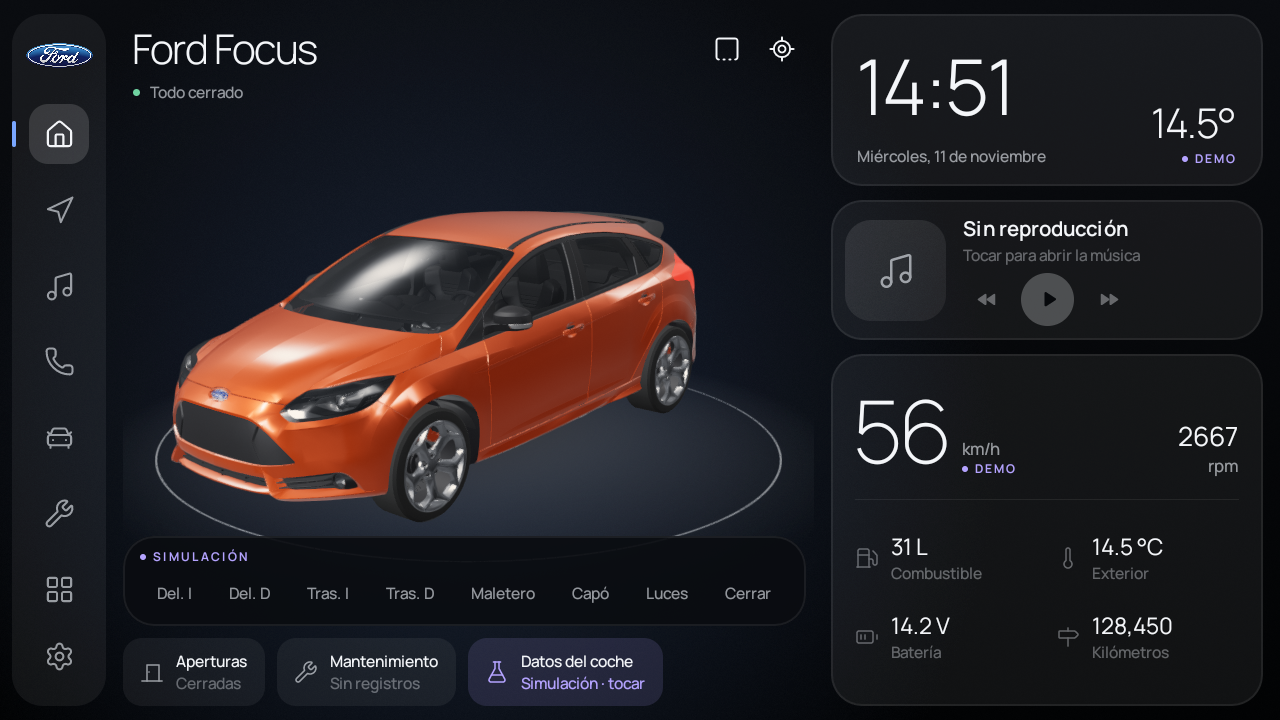 Ford
Ford Focus
Todo cerrado
14:51
14.5°
Miércoles, 11 de noviembre
DEMO
Sin reproducción
Tocar para abrir la música
56
km/h
DEMO
2667
rpm
31 L
Combustible
14.5 °C
Exterior
14.2 V
Batería
128,450
Kilómetros
SIMULACIÓN
Del. I
Del. D
Tras. I
Tras. D
Maletero
Capó
Luces
Cerrar
Aperturas
Cerradas
Mantenimiento
Sin registros
Datos del coche
Simulación · tocar